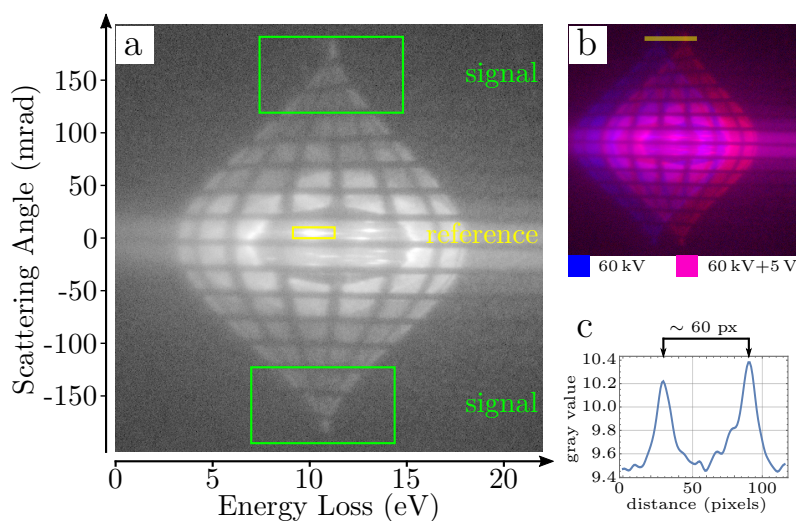 a
signal
reference
signal
Scattering Angle (mrad)
150
100
50
0
-50
-100
-150
0
5
10
15
20
Energy Loss (eV)
b
60 kV
60 kV+5 V
c
~ 60 px
gray value
10.4
10.2
10.0
9.8
9.6
9.4
0
50
100
distance (pixels)